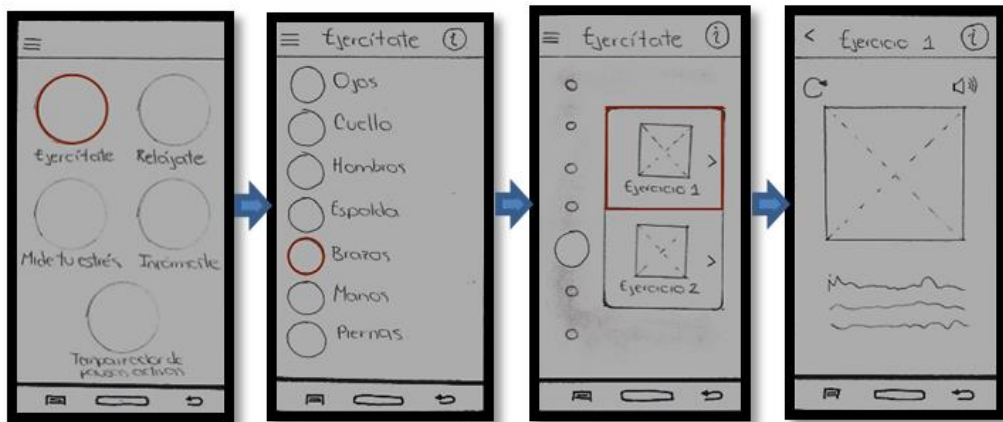 Ejercítate
Relájate
Mide tu estrés
Infórmate
Temporizador de
pausas activas
Ejercítate i
Ojos
Cuello
Hombros
Espalda
Brazos
Manos
Piernas
Ejercítate i
Ejercicio 1
Ejercicio 2
Ejercicio 1 i